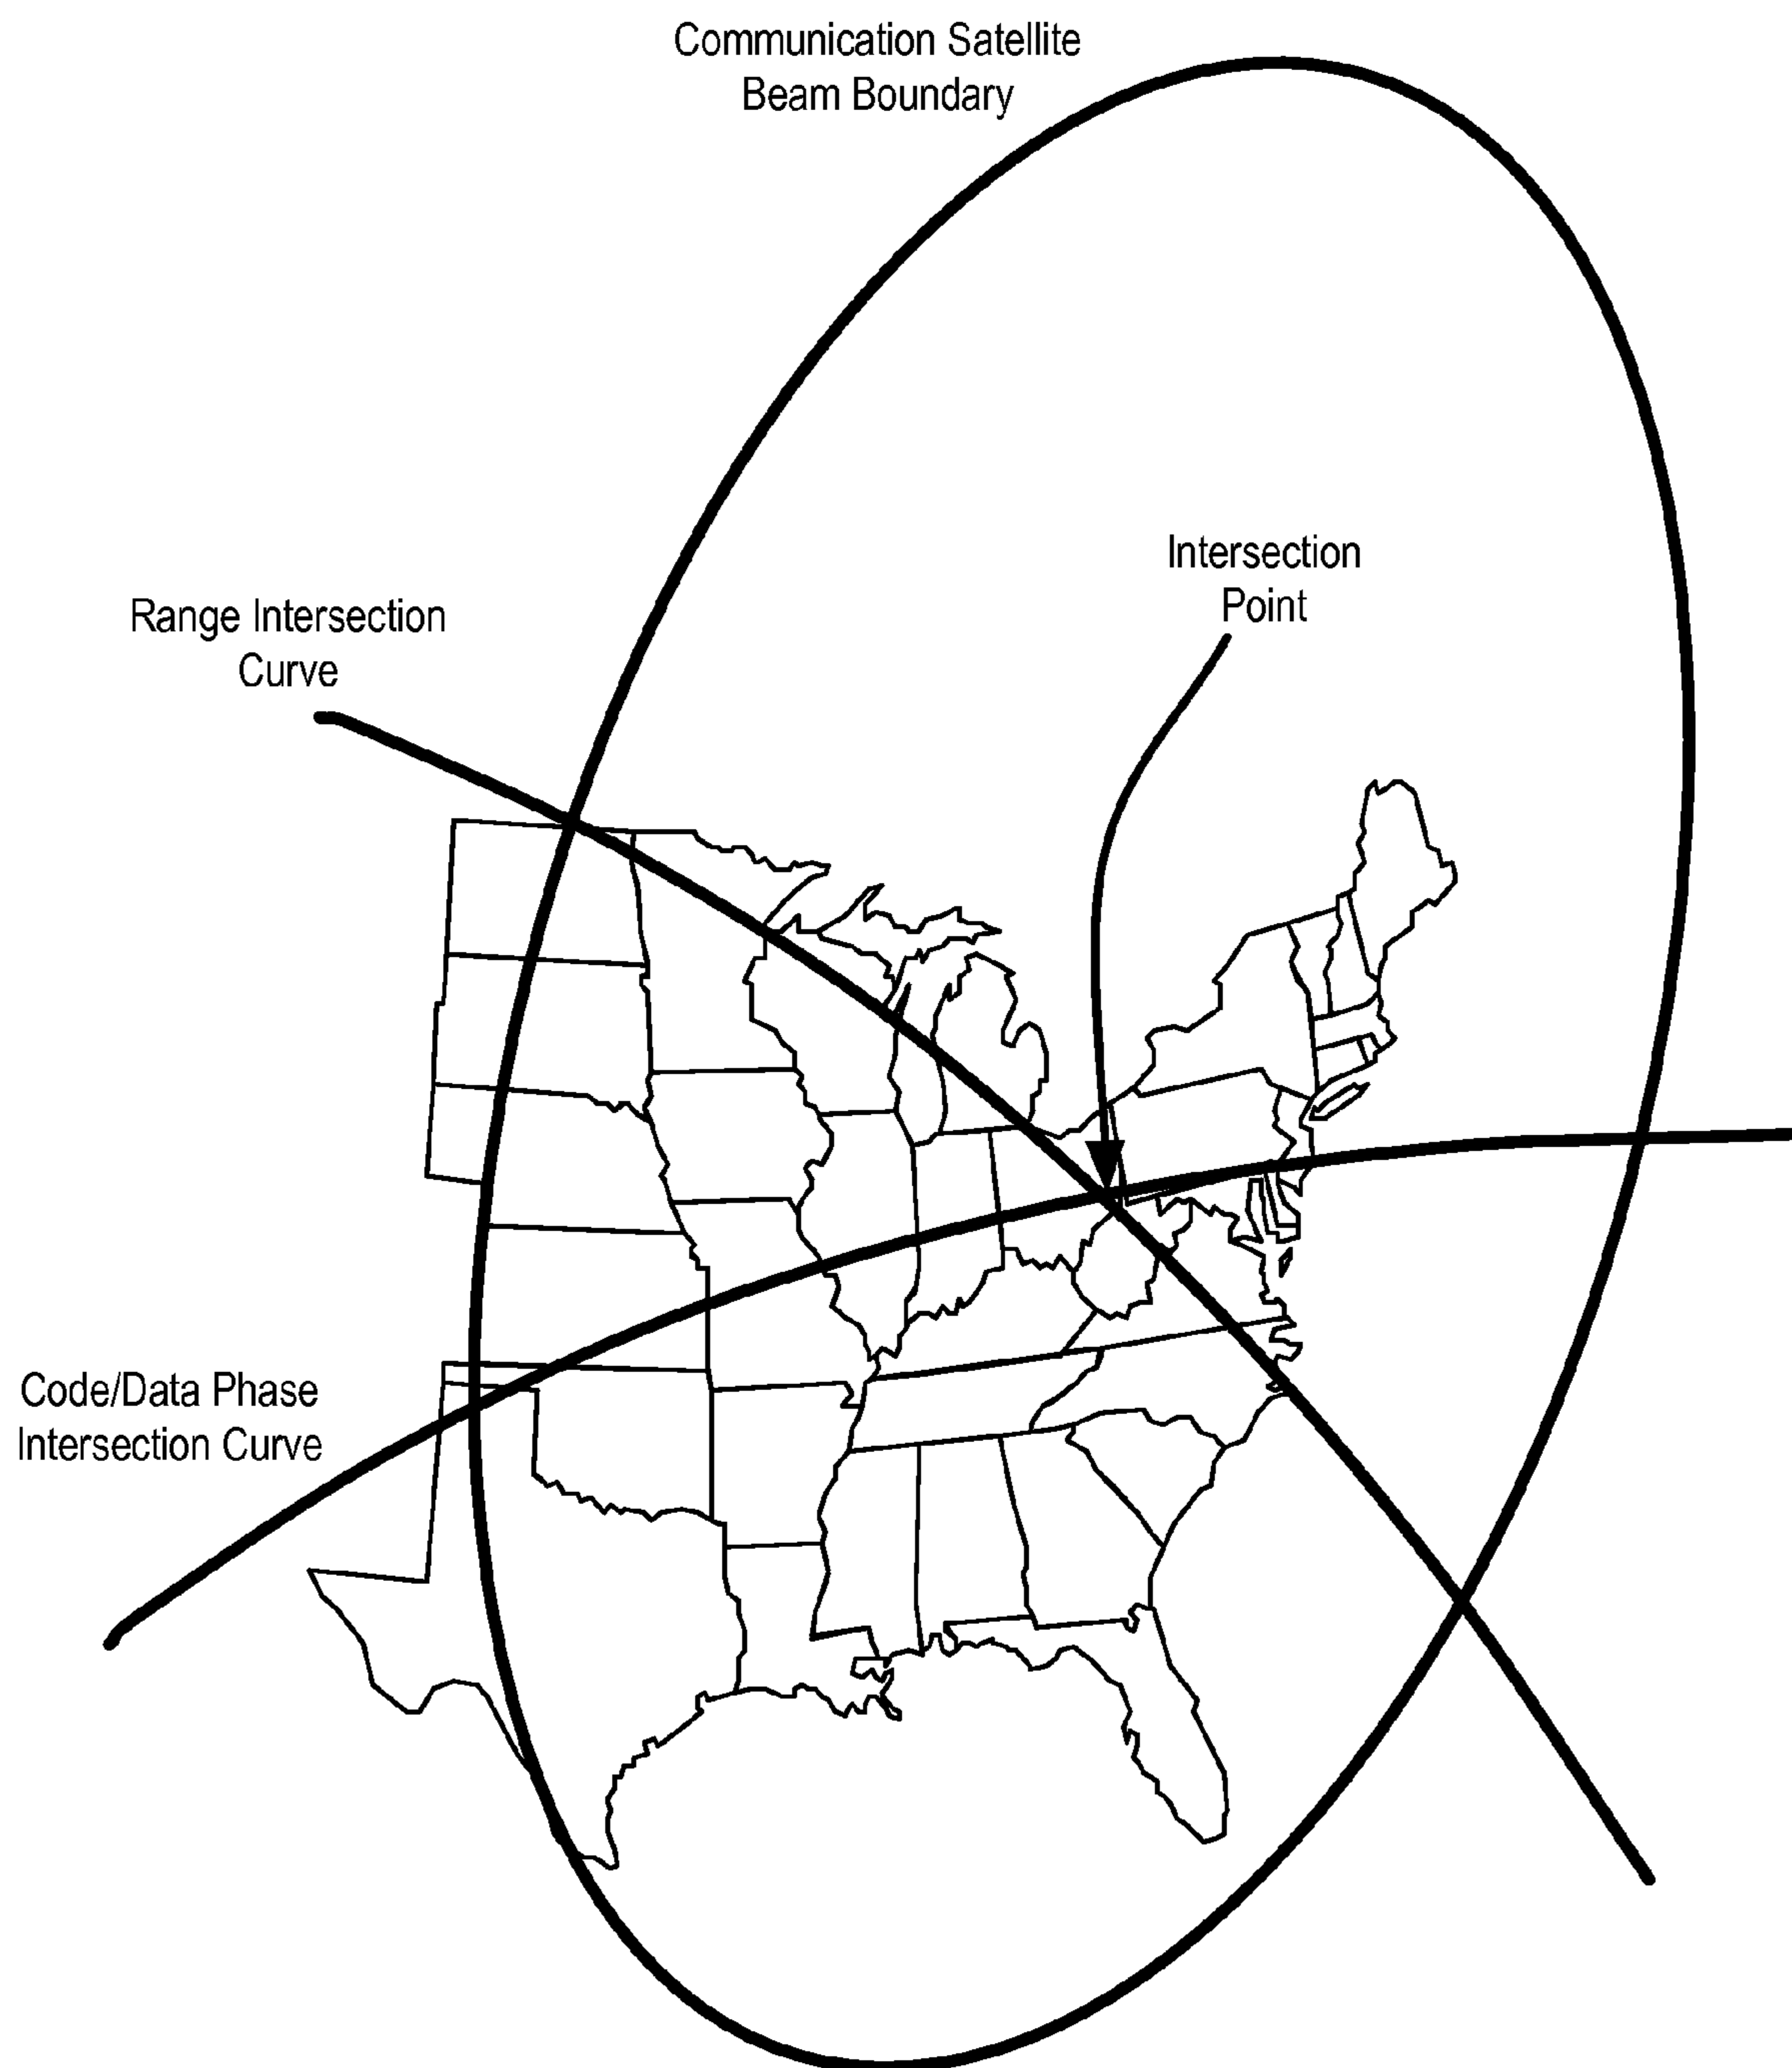 Communication Satellite
Beam Boundary
Intersection
Point
Range Intersection
Curve
Code/Data Phase
Intersection Curve